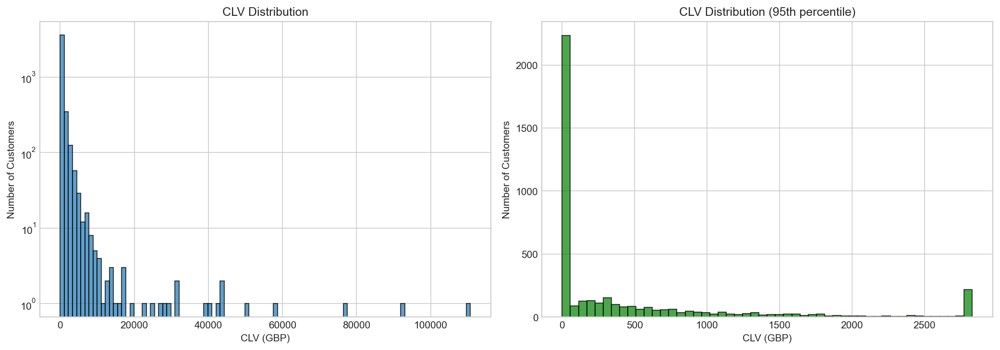 CLV Distribution
10^3
10^2
10^1
10^0
Number of Customers
0 20000 40000 60000 80000 100000
CLV (GBP)
CLV Distribution (95th percentile)
2000
1500
1000
500
0
Number of Customers
0 500 1000 1500 2000 2500
CLV (GBP)